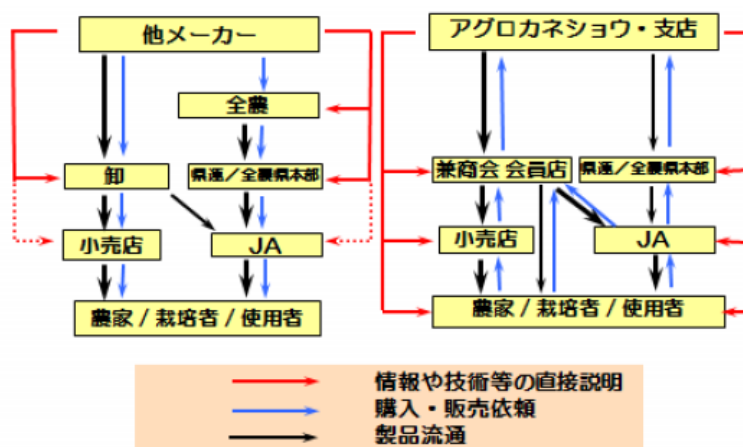 他メーカー
全農
卸
県連/全農県本部
小売店
JA
農家 / 栽培者 / 使用者
アグロカネショウ・支店
兼商会 会員店
県連/全農県本部
小売店
JA
農家 / 栽培者 / 使用者
情報や技術等の直接説明
購入・販売依頼
製品流通